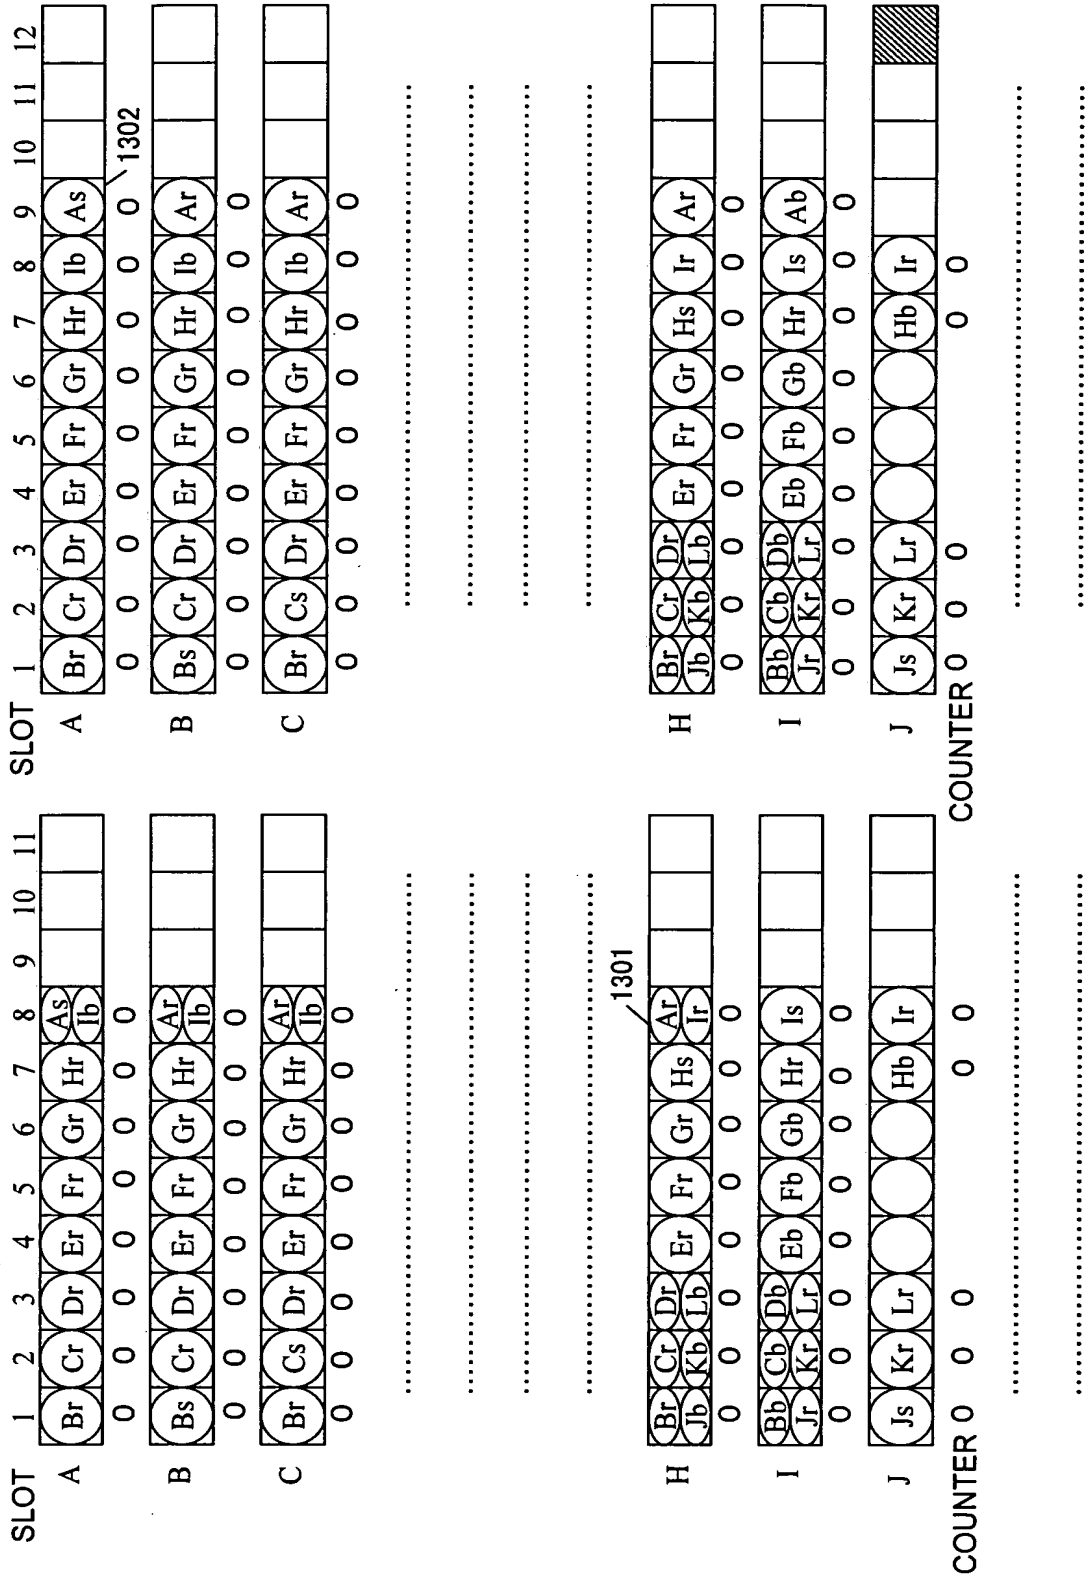 SLOT 1 2 3 4 5 6 7 8 9 10 11
A Br Cr Dr Er Fr Gr Hr As Ib
0 0 0 0 0 0 0 0
B Bs Cr Dr Er Fr Gr Hr Ar Ib
0 0 0 0 0 0 0 0
C Br Cs Dr Er Fr Gr Hr Ar Ib
0 0 0 0 0 0 0 0
1301
H Br Cr Dr Er Fr Gr Hs Ar
Jb Kb Lb Ir
0 0 0 0 0 0 0 0
I Bb Cb Db Eb Fb Gb Hr Is
Jr Kr Lr
0 0 0 0 0 0 0 0
J Js Kr Lr Hb Ir
COUNTER 0 0 0 0 0
SLOT 1 2 3 4 5 6 7 8 9 10 11 12
A Br Cr Dr Er Fr Gr Hr Ib As
1302
0 0 0 0 0 0 0 0 0
B Bs Cr Dr Er Fr Gr Hr Ib Ar
0 0 0 0 0 0 0 0 0
C Br Cs Dr Er Fr Gr Hr Ib Ar
0 0 0 0 0 0 0 0 0
H Br Cr Dr Er Fr Gr Hs Ir Ar
Jb Kb Lb
0 0 0 0 0 0 0 0 0
I Bb Cb Db Eb Fb Gb Hr Is Ab
Jr Kr Lr
0 0 0 0 0 0 0 0 0
J Js Kr Lr Hb Ir
COUNTER 0 0 0 0 0